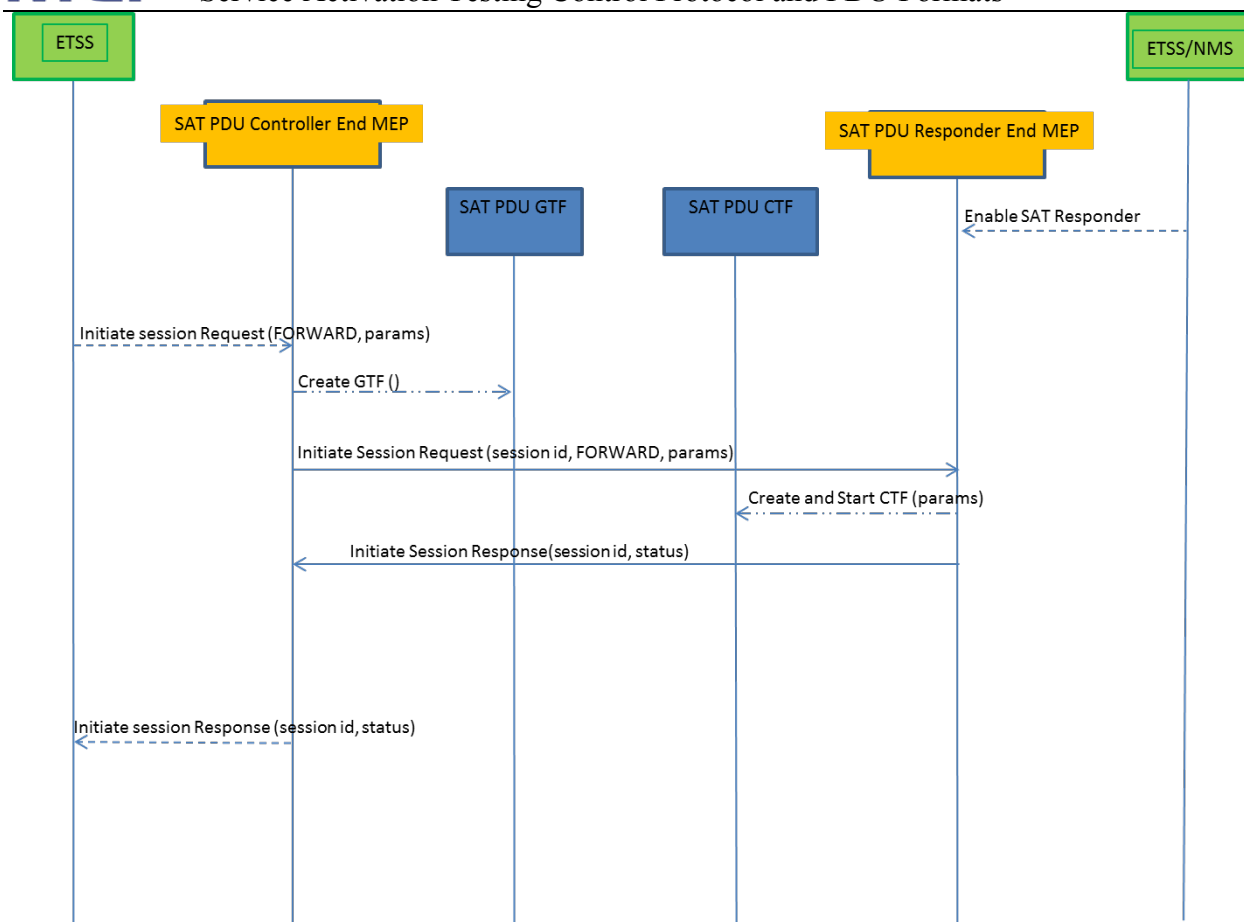 Service Activation Testing Control Protocol and PDU Formats
ETSS
ETSS/NMS
SAT PDU Controller End MEP
SAT PDU Responder End MEP
SAT PDU GTF
SAT PDU CTF
Enable SAT Responder
Initiate session Request (FORWARD, params)
Create GTF ()
Initiate Session Request (session id, FORWARD, params)
Create and Start CTF (params)
Initiate Session Response(session id, status)
Initiate session Response (session id, status)